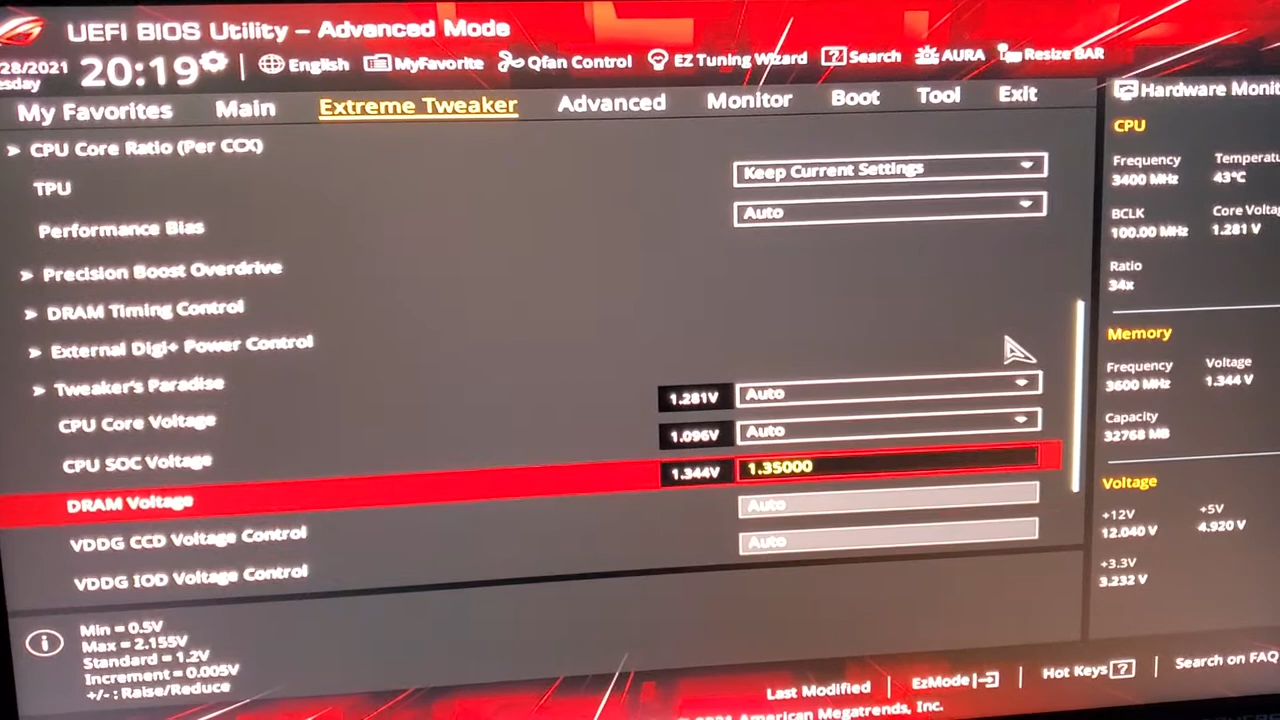 UEFI BIOS Utility – Advanced Mode
28/2021
sday
20:19
English
MyFavorite
Qfan Control
EZ Tuning Wizard
? Search
AURA
Resize BAR
My Favorites
Main
Extreme Tweaker
Advanced
Monitor
Boot
Tool
Exit
CPU Core Ratio (Per CCX)
TPU
Keep Current Settings
Performance Bias
Auto
Precision Boost Overdrive
DRAM Timing Control
External Digi+ Power Control
Tweaker's Paradise
CPU Core Voltage
1.281V
Auto
CPU SOC Voltage
1.096V
Auto
DRAM Voltage
1.344V
1.35000
VDDG CCD Voltage Control
Auto
VDDG IOD Voltage Control
Auto
Min = 0.5V
Max = 2.155V
Standard = 1.2V
Increment = 0.005V
+/- : Raise/Reduce
Hardware Monit
CPU
Frequency
Temperatu
3400 MHz
43°C
BCLK
Core Voltag
100.00 MHz
1.281 V
Ratio
34x
Memory
Frequency
Voltage
3600 MHz
1.344 V
Capacity
32768 MB
Voltage
+12V
+5V
12.040 V
4.920 V
+3.3V
3.232 V
Last Modified
EzMode
Hot Keys ?
Search on FAQ
2021 American Megatrends, Inc.